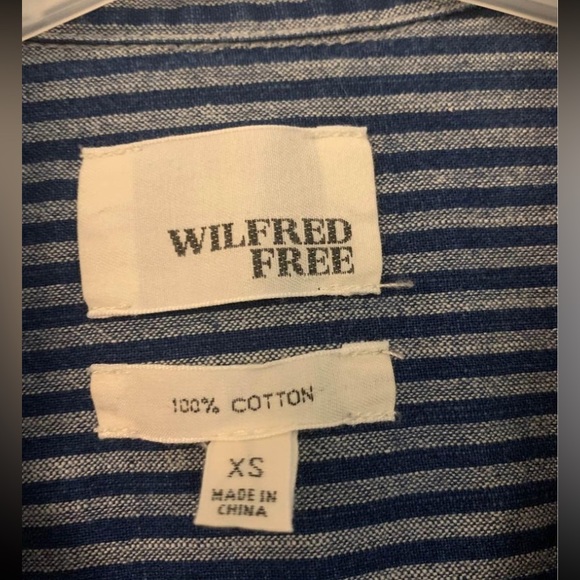 WILFRED
FREE
100% COTTON
XS
MADE IN
CHINA